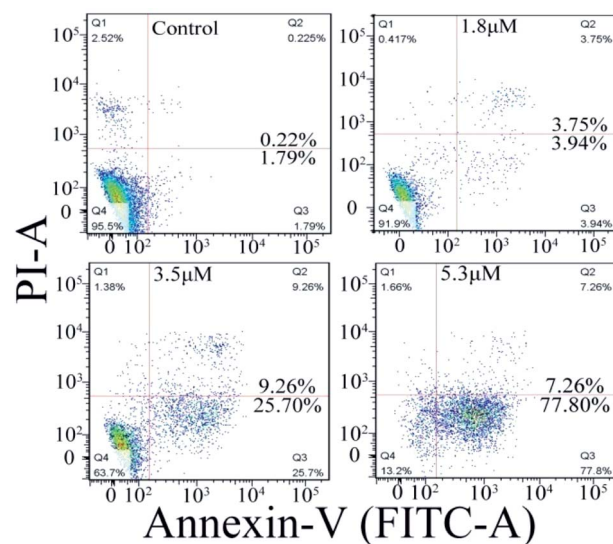 Q1
2.52%
Control
Q2
0.225%
10⁵
10⁴
10³
10²
0
0.22%
1.79%
Q4
95.5%
Q3
1.79%
0 10² 10³ 10⁴ 10⁵
Q1
0.417%
1.8μM
Q2
3.75%
10⁵
10⁴
10³
10²
0
3.75%
3.94%
Q4
91.9%
Q3
3.94%
0 10² 10³ 10⁴ 10⁵
PI-A
Q1
1.38%
3.5μM
Q2
9.26%
10⁵
10⁴
10³
10²
0
9.26%
25.70%
Q4
63.7%
Q3
25.7%
0 10² 10³ 10⁴ 10⁵
Q1
1.66%
5.3μM
Q2
7.26%
10⁵
10⁴
10³
10²
0
7.26%
77.80%
Q4
13.2%
Q3
77.8%
0 10² 10³ 10⁴ 10⁵
Annexin-V (FITC-A)